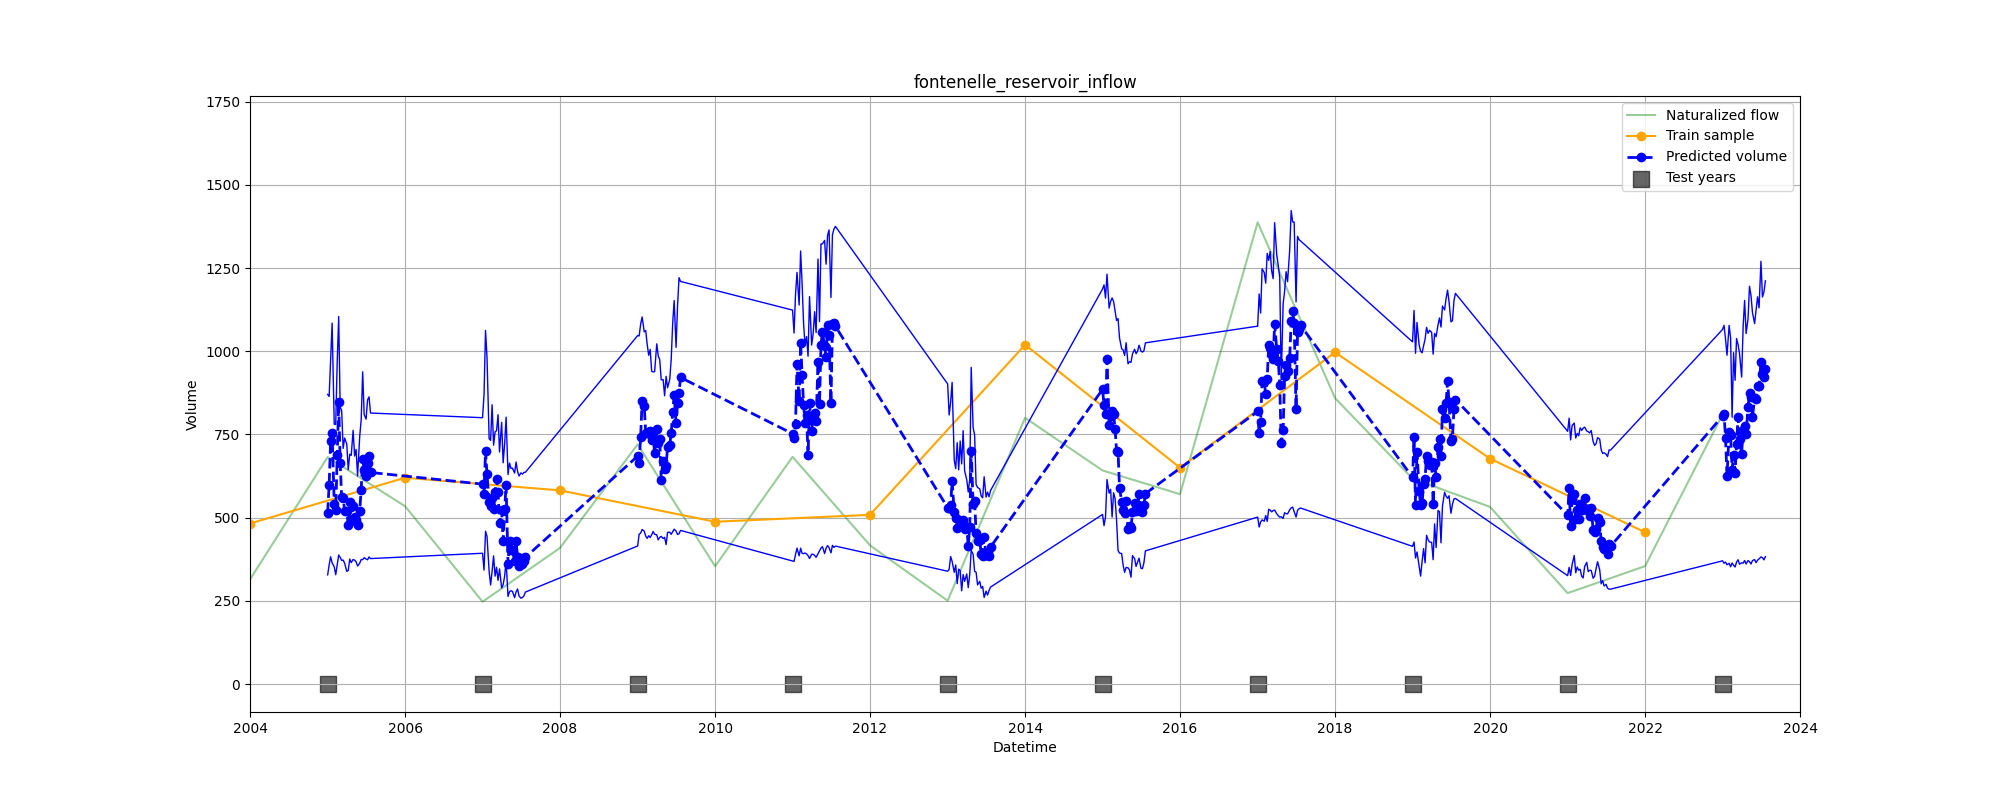 fontenelle_reservoir_inflow
1750
1500
1250
1000
750
500
250
0
Volume
Naturalized flow
Train sample
Predicted volume
Test years
2004 2006 2008 2010 2012 2014 2016 2018 2020 2022 2024
Datetime